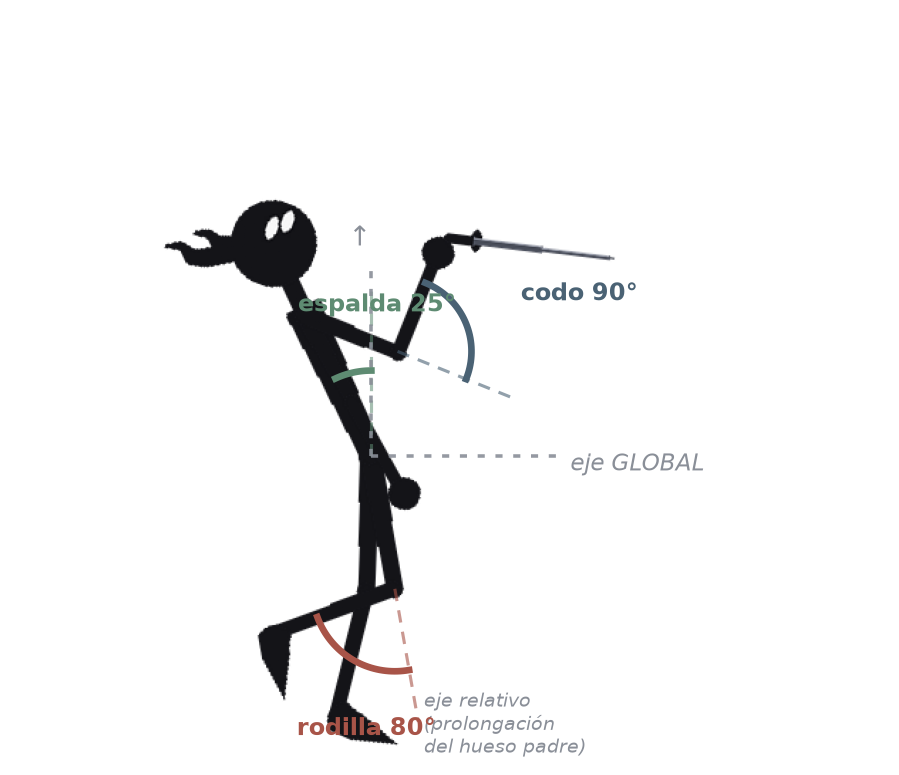 ↑
espalda 25°
codo 90°
eje GLOBAL
eje relativo
(prolongación
del hueso padre)
rodilla 80°